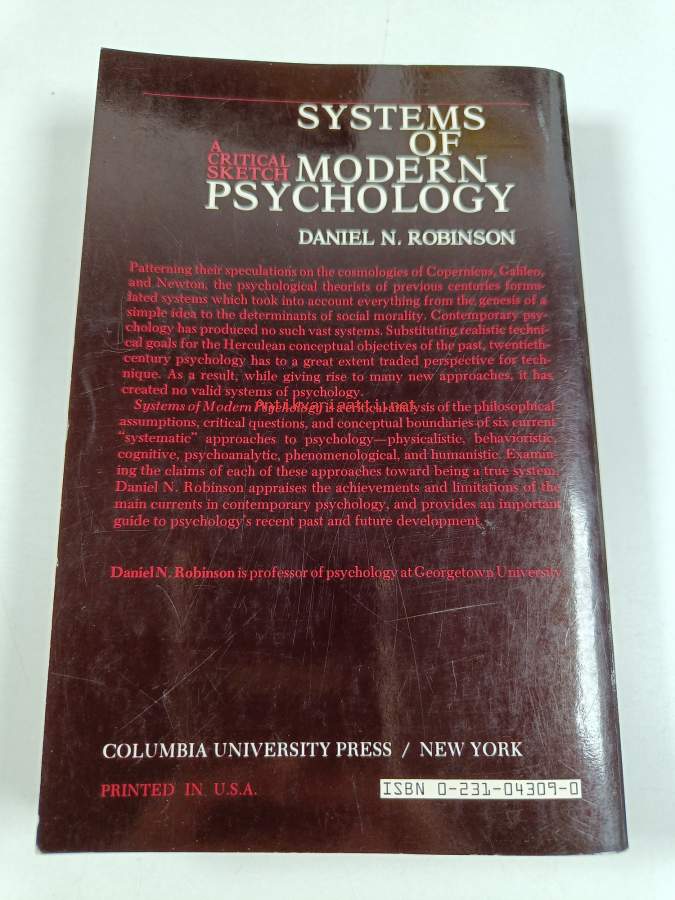 SYSTEMS
OF
A
CRITICAL
SKETCH
MODERN
PSYCHOLOGY
DANIEL N. ROBINSON
Patterning their speculations on the cosmologies of Copernicus, Galileo,
and Newton, the psychological theorists of previous centuries formu-
lated systems which took into account everything from the genesis of a
simple idea to the determinants of social morality. Contemporary psy-
chology has produced no such vast systems. Substituting realistic techni-
cal goals for the Herculean conceptual objectives of the past, twentieth-
century psychology has to a great extent traded perspective for tech-
nique. As a result, while giving rise to many new approaches, it has
created no valid systems of psychology.
Antikvariaatti.net
Systems of Modern Psychology is a critical analysis of the philosophical
assumptions, critical questions, and conceptual boundaries of six current
"systematic" approaches to psychology—physicalistic, behavioristic,
cognitive, psychoanalytic, phenomenological, and humanistic. Examin-
ing the claims of each of these approaches toward being a true system,
Daniel N. Robinson appraises the achievements and limitations of the
main currents in contemporary psychology, and provides an important
guide to psychology's recent past and future development.
Daniel N. Robinson is professor of psychology at Georgetown University.
COLUMBIA UNIVERSITY PRESS / NEW YORK
PRINTED IN U.S.A.
ISBN 0-231-04309-0